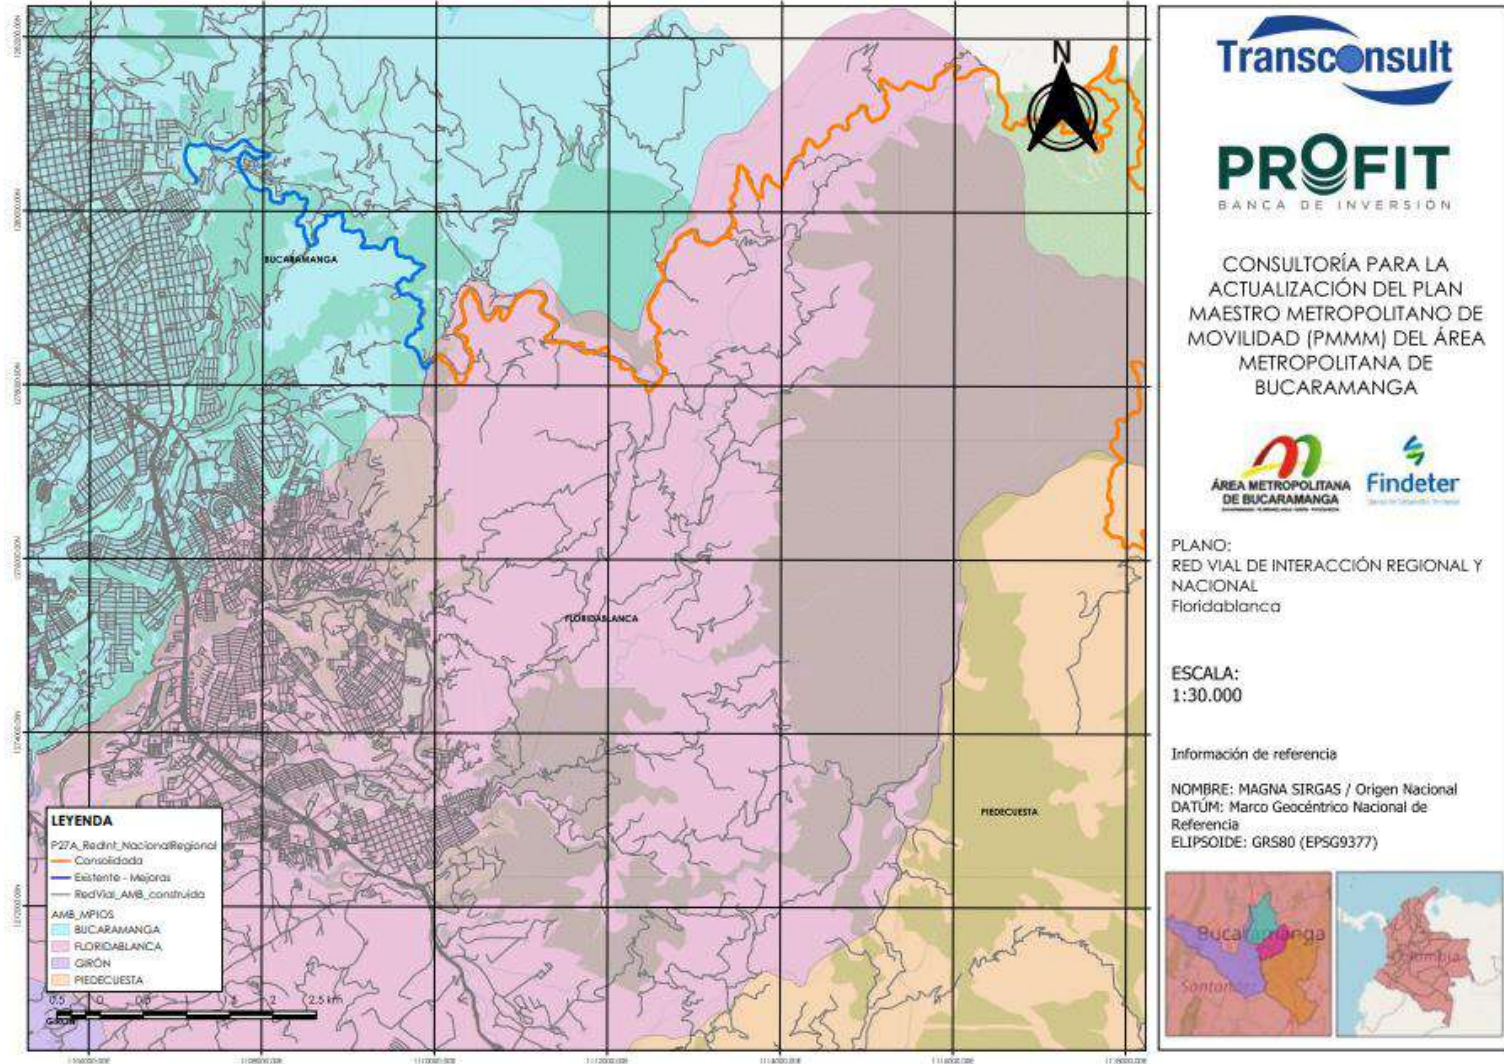 N
BUCARAMANGA
FLORIDABLANCA
PIEDECUESTA
LEYENDA
P27A_RedInt_NacionalRegional
Consolidada
Existente - Mejoras
RedVial_AMB_construida
AMB_MPIOS
BUCARAMANGA
FLORIDABLANCA
GIRÓN
PIEDECUESTA
0.5 0 2 2.5 km
GIRÓN
Transconsult
PROFIT
BANCA DE INVERSIÓN
CONSULTORÍA PARA LA
ACTUALIZACIÓN DEL PLAN
MAESTRO METROPOLITANO DE
MOVILIDAD (PMMM) DEL ÁREA
METROPOLITANA DE
BUCARAMANGA
ÁREA METROPOLITANA
DE BUCARAMANGA
Findeter
PLANO:
RED VIAL DE INTERACCIÓN REGIONAL Y
NACIONAL
Floridablanca
ESCALA:
1:30.000
Información de referencia
NOMBRE: MAGNA SIRGAS / Origen Nacional
DATÚM: Marco Geocéntrico Nacional de
Referencia
ELIPSOIDE: GRS80 (EPSG9377)
Bucaramanga
Santander
Colombia